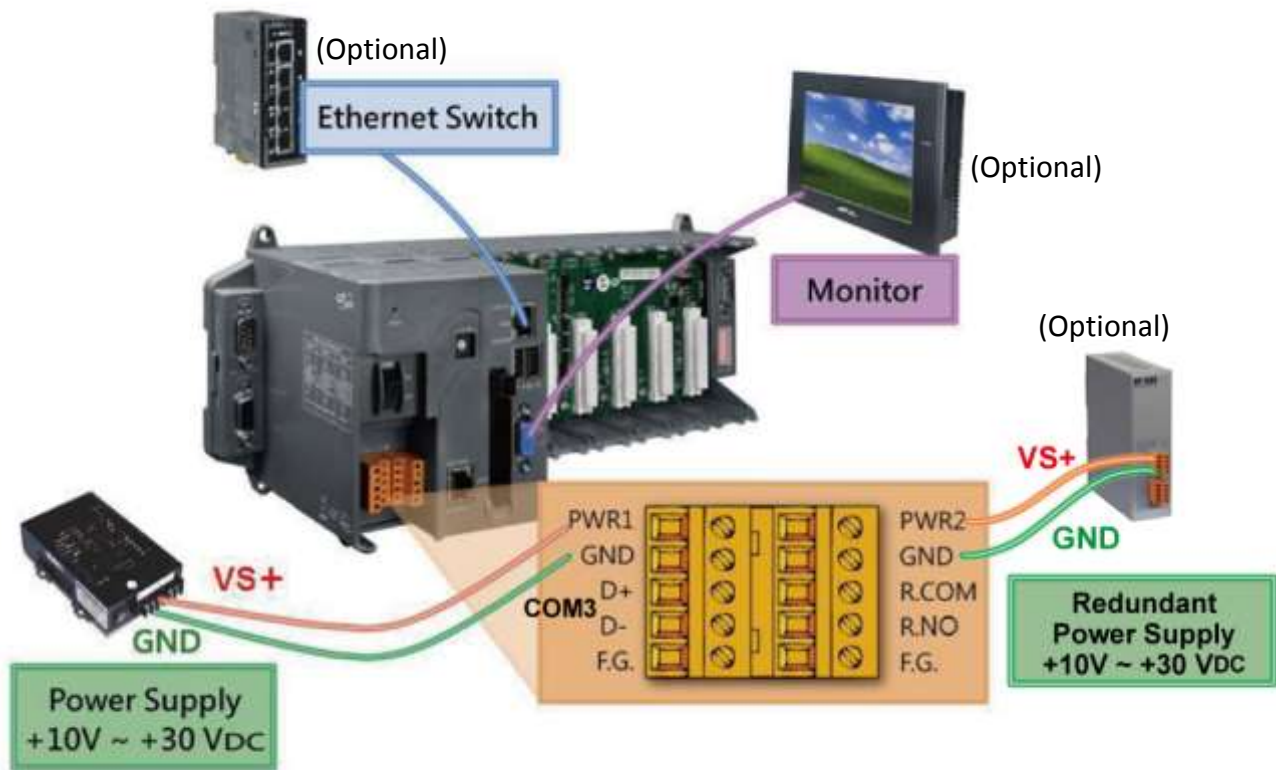 (Optional)
Ethernet Switch
(Optional)
Monitor
(Optional)
VS+
GND
PWR1
GND
D+
COM3
D-
F.G.
PWR2
GND
R.COM
R.NO
F.G.
VS+
GND
Power Supply
+10V ~ +30 VDC
Redundant
Power Supply
+10V ~ +30 VDC